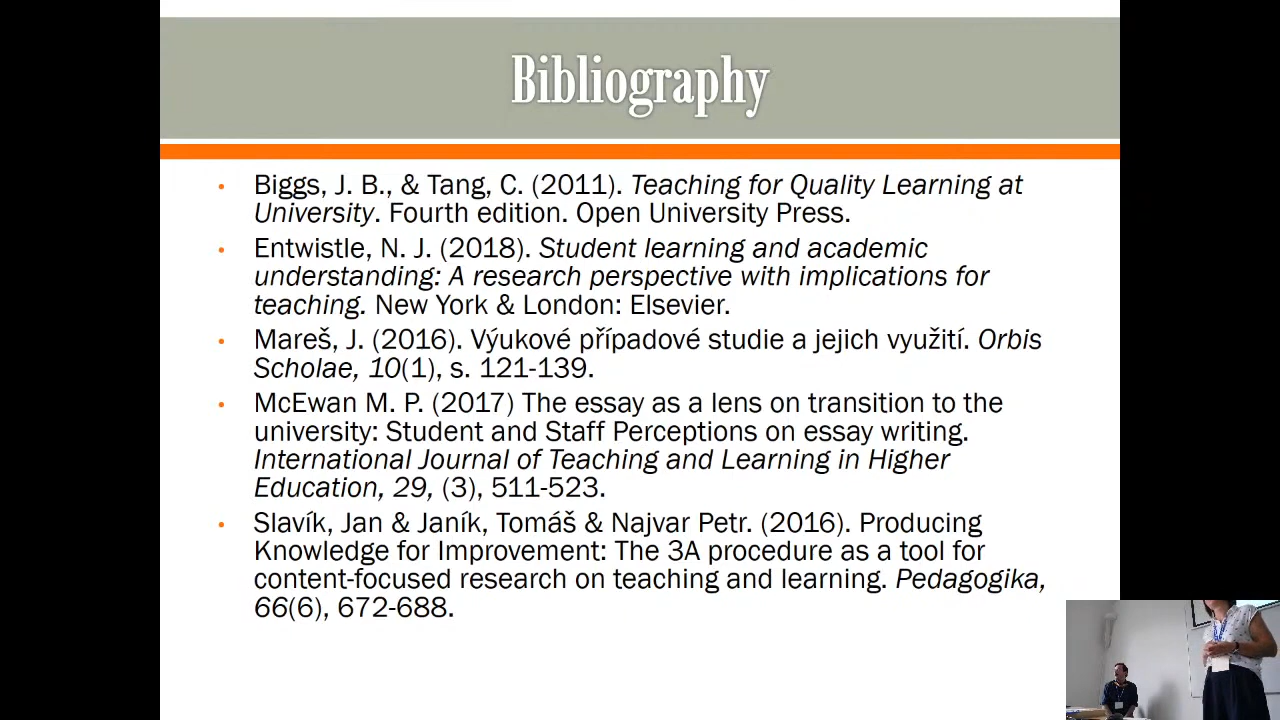 Bibliography
• Biggs, J. B., & Tang, C. (2011). Teaching for Quality Learning at
University. Fourth edition. Open University Press.
• Entwistle, N. J. (2018). Student learning and academic
understanding: A research perspective with implications for
teaching. New York & London: Elsevier.
• Mareš, J. (2016). Výukové případové studie a jejich využití. Orbis
Scholae, 10(1), s. 121-139.
• McEwan M. P. (2017) The essay as a lens on transition to the
university: Student and Staff Perceptions on essay writing.
International Journal of Teaching and Learning in Higher
Education, 29, (3), 511-523.
• Slavík, Jan & Janík, Tomáš & Najvar Petr. (2016). Producing
Knowledge for Improvement: The 3A procedure as a tool for
content-focused research on teaching and learning. Pedagogika,
66(6), 672-688.